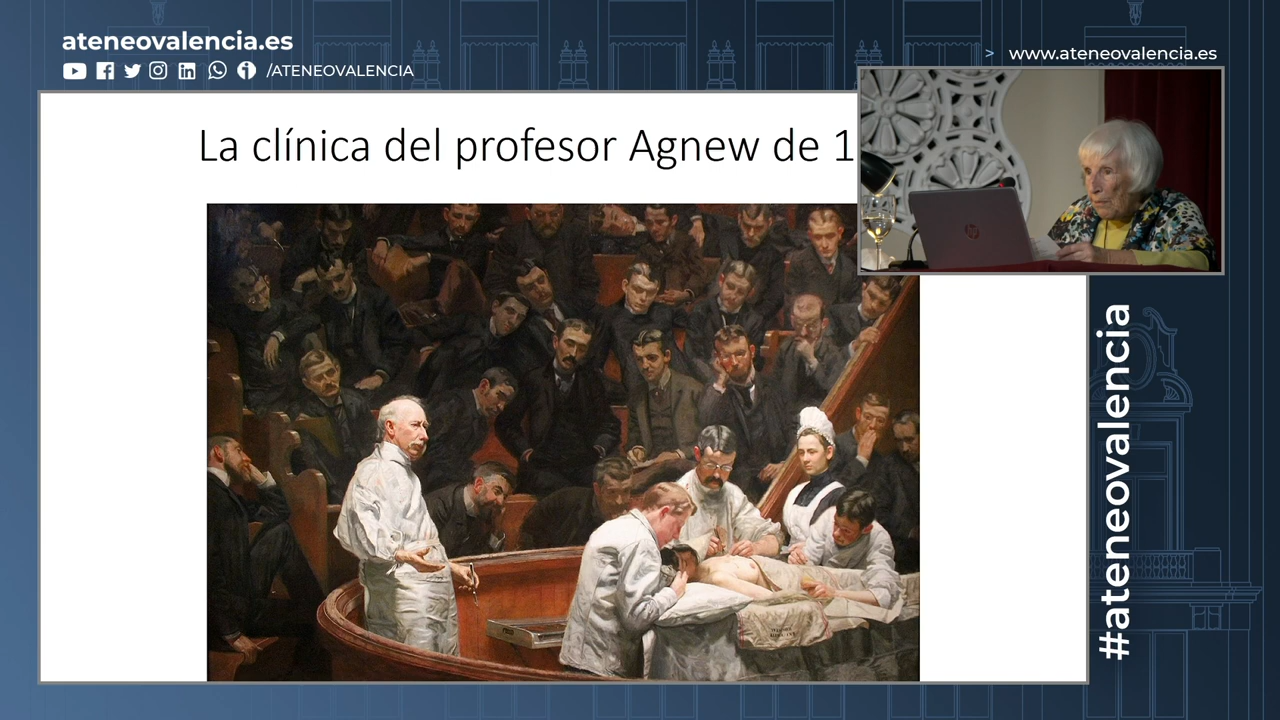 ateneovalencia.es
/ATENEOVALENCIA
> www.ateneovalencia.es
La clínica del profesor Agnew de 1
#ateneovalencia